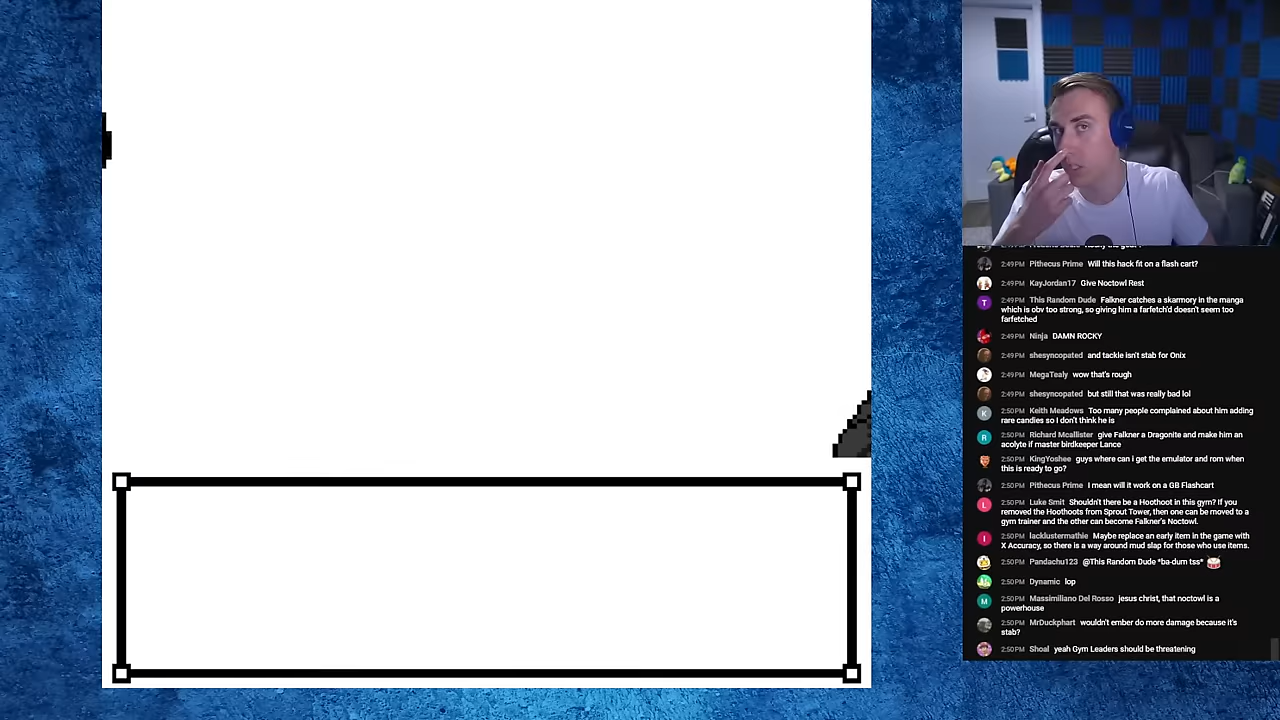 2:49PM Pithecus Prime Will this hack fit on a flash cart?
2:49PM KayJordan17 Give Noctowl Rest
T 2:49PM This Random Dude Falkner catches a skarmory in the manga
which is obv too strong, so giving him a farfetch'd doesn't seem too
farfetched
2:49PM Ninja DAMN ROCKY
2:49PM shesyncopated and tackle isn't stab for Onix
2:49PM MegaTealy wow that's rough
2:49PM shesyncopated but still that was really bad lol
K 2:50PM Keith Meadows Too many people complained about him adding
rare candies so I don't think he is
R 2:50PM Richard Mcallister give Falkner a Dragonite and make him an
acolyte if master birdkeeper Lance
2:50PM KingYoshee guys where can i get the emulator and rom when
this is ready to go?
2:50PM Pithecus Prime I mean will it work on a GB Flashcart
L 2:50PM Luke Smit Shouldn't there be a Hoothoot in this gym? If you
removed the Hoothoots from Sprout Tower, then one can be moved to a
gym trainer and the other can become Falkner's Noctowl.
l 2:50PM lacklustermathie Maybe replace an early item in the game with
X Accuracy, so there is a way around mud slap for those who use items.
2:50PM Pandachu123 @This Random Dude *ba-dum tss*
2:50PM Dynamic lop
M 2:50PM Massimiliano Del Rosso jesus christ, that noctowl is a
powerhouse
2:50PM MrDuckphart wouldn't ember do more damage because it's
stab?
2:50PM Shoal yeah Gym Leaders should be threatening